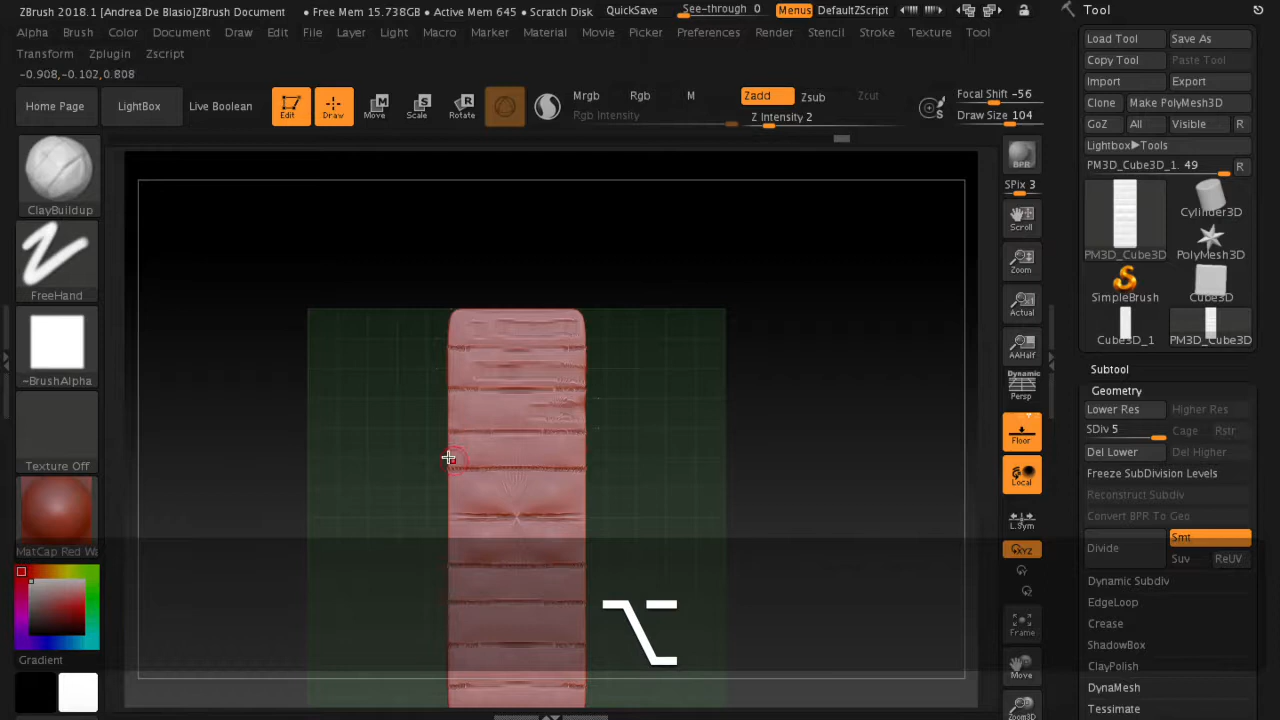 ZBrush 2018.1 [Andrea De Blasio]ZBrush Document
• Free Mem 15.738GB • Active Mem 645 • Scratch Disk
QuickSave
See-through 0
Menus
DefaultZScript
Tool
Alpha Brush Color Document Draw Edit File Layer Light Macro Marker Material Movie Picker Preferences Render Stencil Stroke Texture Tool
Transform Zplugin Zscript
-0.908,-0.102,0.808
Home Page
LightBox
Live Boolean
Edit
Draw
Move
Scale
Rotate
Mrgb
Rgb
M
Rgb Intensity
Zadd
Zsub
Zcut
Z Intensity 2
S
Focal Shift -56
Draw Size 104
ClayBuildup
FreeHand
~BrushAlpha
Texture Off
MatCap Red Wa
Gradient
BPR
SPix 3
Scroll
Zoom
Actual
AAHalf
Dynamic
Persp
Floor
Local
L.Sym
XYZ
Y
Z
Frame
Move
Zoom3D
Load Tool
Save As
Copy Tool
Paste Tool
Import
Export
Clone
Make PolyMesh3D
GoZ
All
Visible
R
Lightbox▶Tools
PM3D_Cube3D_1. 49
R
PM3D_Cube3D
Cylinder3D
PolyMesh3D
SimpleBrush
Cube3D
Cube3D_1
PM3D_Cube3D
Subtool
Geometry
Lower Res
Higher Res
SDiv 5
Cage
Rstr
Del Lower
Del Higher
Freeze SubDivision Levels
Reconstruct Subdiv
Convert BPR To Geo
Divide
Smt
Suv
ReUV
Dynamic Subdiv
EdgeLoop
Crease
ShadowBox
ClayPolish
DynaMesh
Tessimate